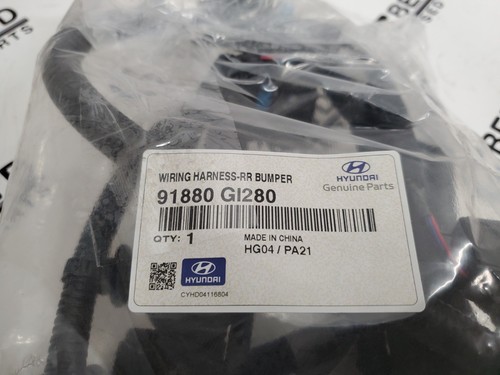 WIRING HARNESS-RR BUMPER
91880 GI280
HYUNDAI
Genuine Parts
QTY: 1
MADE IN CHINA
HG04 / PA21
HYUNDAI
CYHD04116804